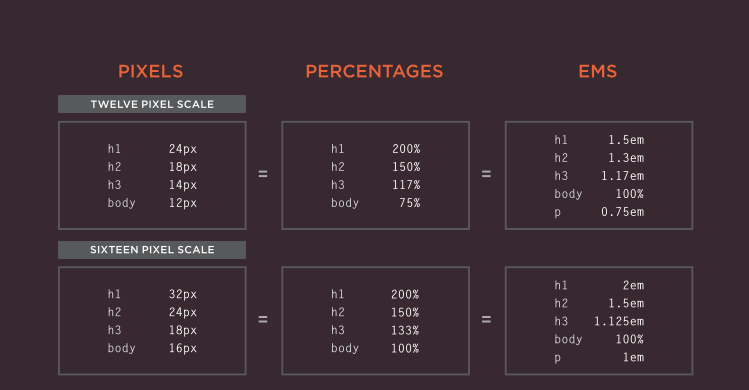 PIXELS PERCENTAGES EMS
TWELVE PIXEL SCALE
h1 24px
h2 18px
h3 14px
body 12px
=
h1 200%
h2 150%
h3 117%
body 75%
=
h1 1.5em
h2 1.3em
h3 1.17em
body 100%
p 0.75em
SIXTEEN PIXEL SCALE
h1 32px
h2 24px
h3 18px
body 16px
=
h1 200%
h2 150%
h3 133%
body 100%
=
h1 2em
h2 1.5em
h3 1.125em
body 100%
p 1em